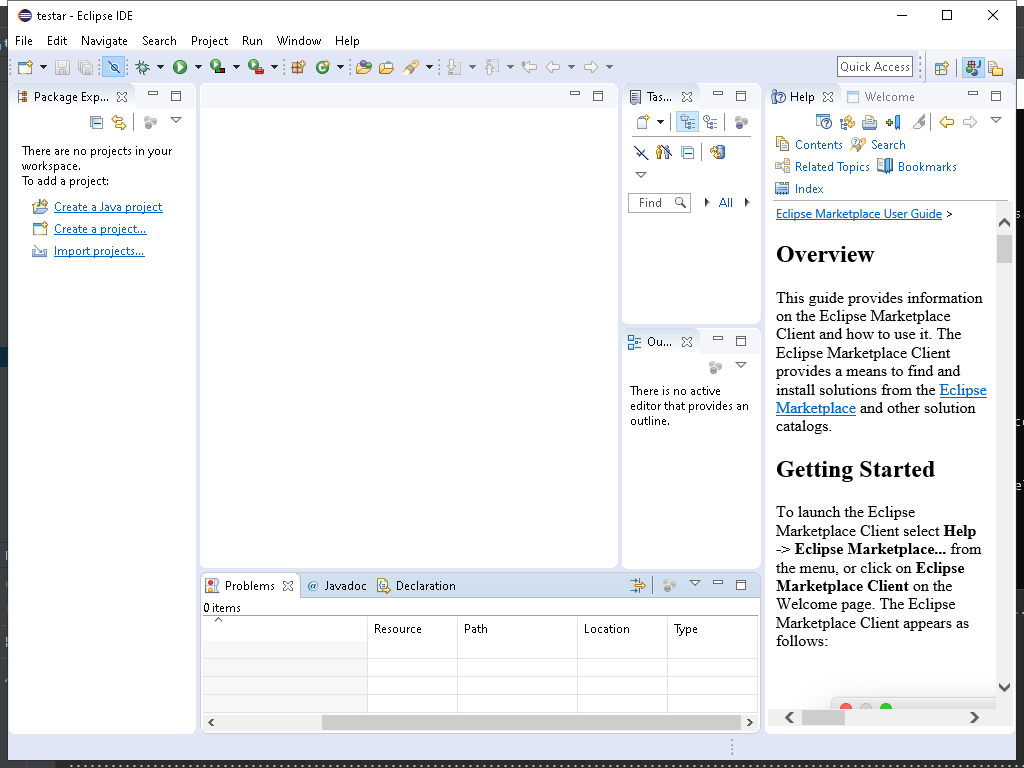 testar - Eclipse IDE
File Edit Navigate Search Project Run Window Help
Quick Access
Package Exp...
There are no projects in your
workspace.
To add a project:
Create a Java project
Create a project...
Import projects...
Tas...
Find
All
Ou...
There is no active
editor that provides an
outline.
Help
Welcome
Contents
Search
Related Topics
Bookmarks
Index
Eclipse Marketplace User Guide >
Overview
This guide provides information
on the Eclipse Marketplace
Client and how to use it. The
Eclipse Marketplace Client
provides a means to find and
install solutions from the Eclipse
Marketplace and other solution
catalogs.
Getting Started
To launch the Eclipse
Marketplace Client select Help
-> Eclipse Marketplace... from
the menu, or click on Eclipse
Marketplace Client on the
Welcome page. The Eclipse
Marketplace Client appears as
follows:
Problems
@ Javadoc
Declaration
0 items
Resource Path Location Type